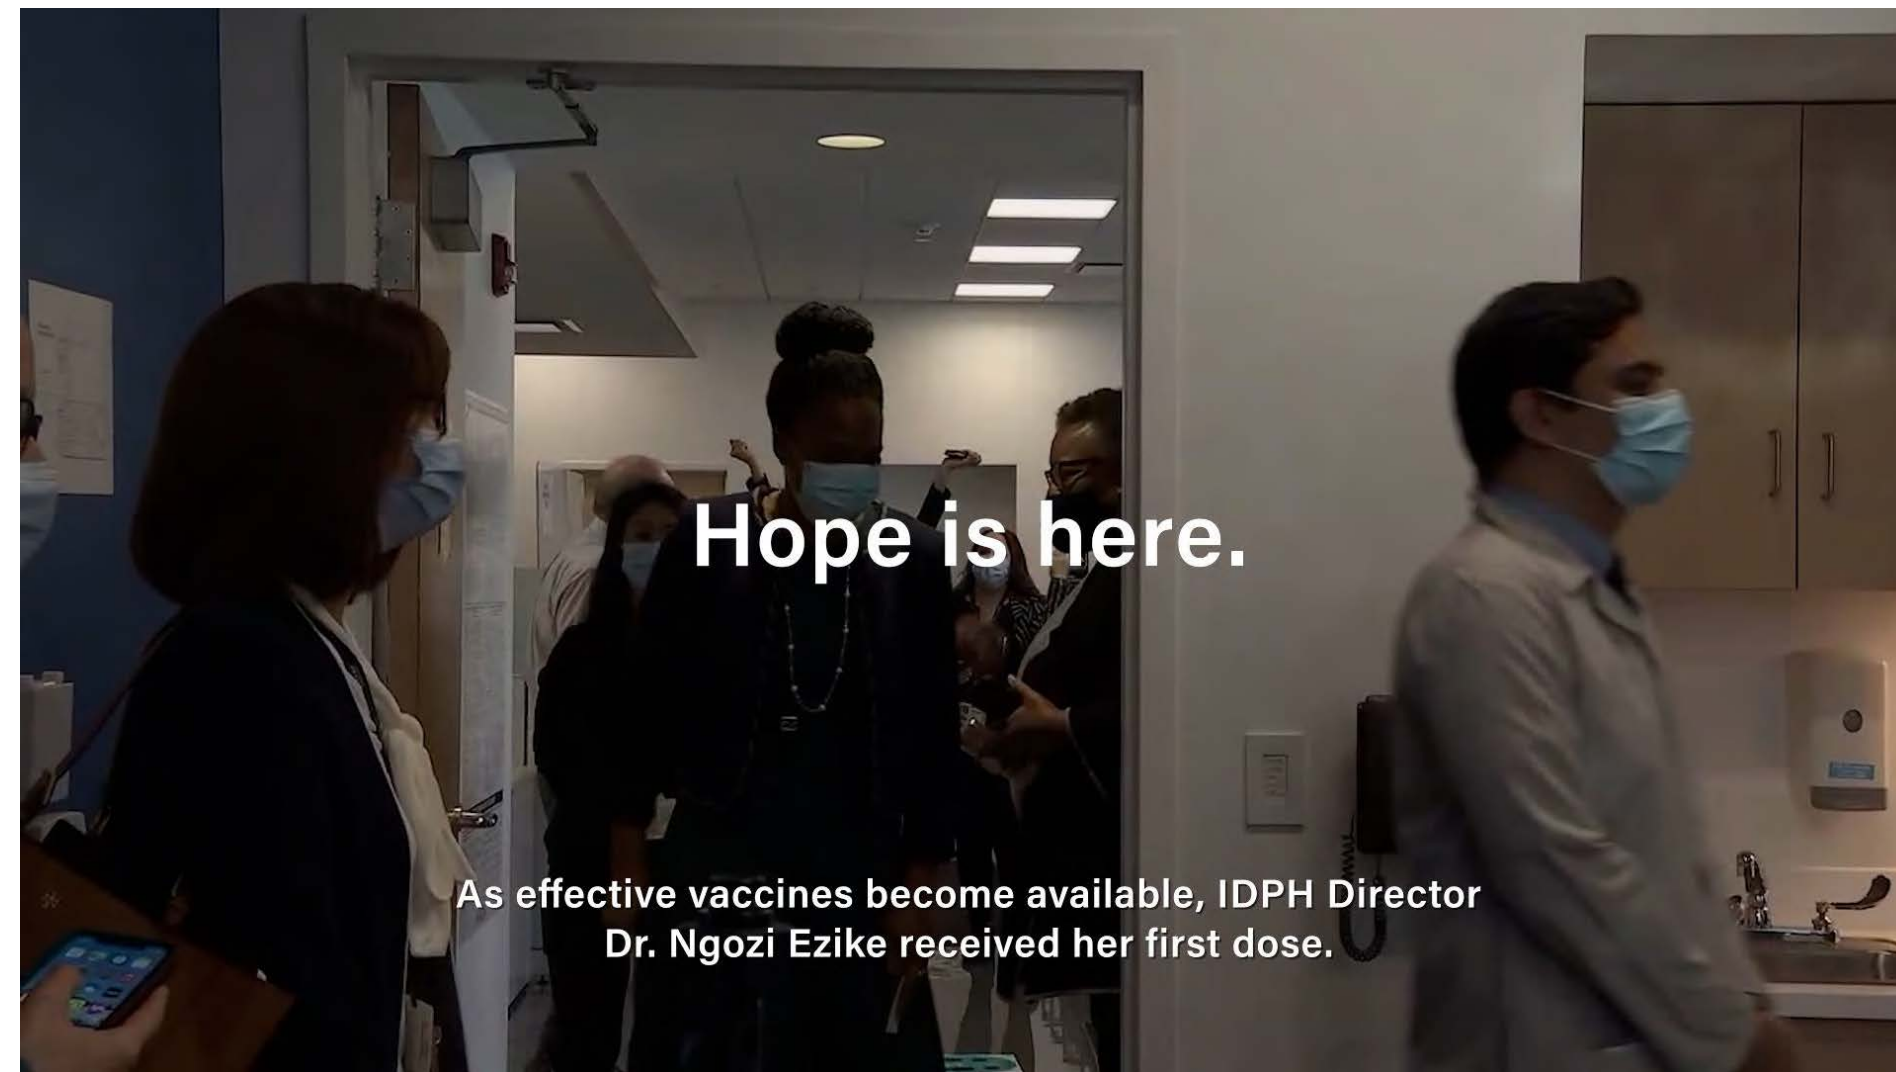 Hope is here.
As effective vaccines become available, IDPH Director
Dr. Ngozi Ezike received her first dose.